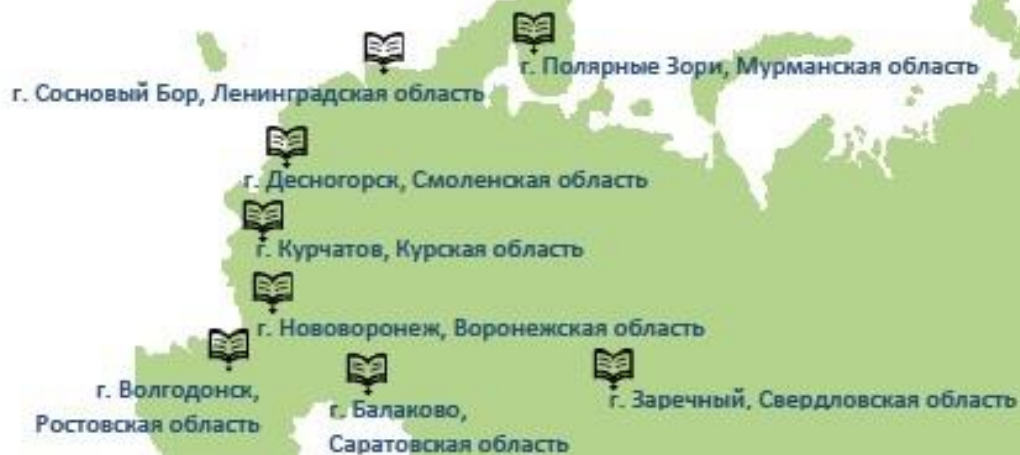 г. Полярные Зори, Мурманская область
г. Сосновый Бор, Ленинградская область
г. Десногорск, Смоленская область
г. Курчатов, Курская область
г. Нововоронеж, Воронежская область
г. Волгодонск,
Ростовская область
г. Балаково,
Саратовская область
г. Заречный, Свердловская область